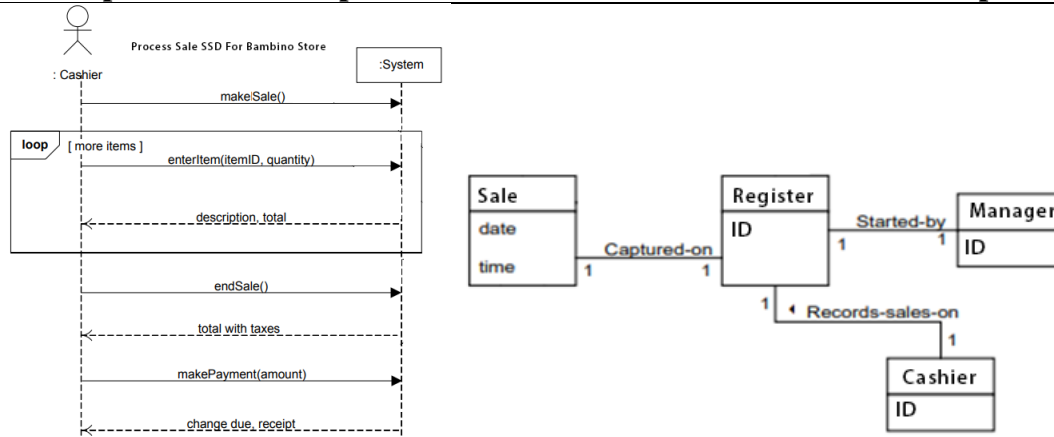 Process Sale SSD For Bambino Store
: Cashier
:System
makeSale()
loop
[ more items ]
enterItem(itemID, quantity)
description, total
endSale()
total with taxes
makePayment(amount)
change due, receipt
Sale
date
time
Captured-on
1
1
Register
ID
Started-by
1
1
Manager
ID
1
Records-sales-on
1
Cashier
ID